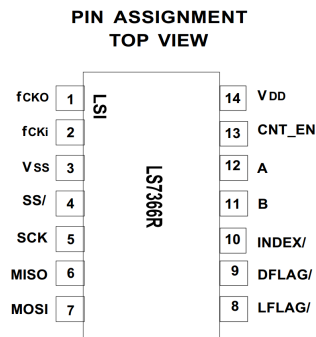 PIN ASSIGNMENT
TOP VIEW
fCKO 1
fCKi 2
VSS 3
SS/ 4
SCK 5
MISO 6
MOSI 7
LSI
LS7366R
14 VDD
13 CNT_EN
12 A
11 B
10 INDEX/
9 DFLAG/
8 LFLAG/